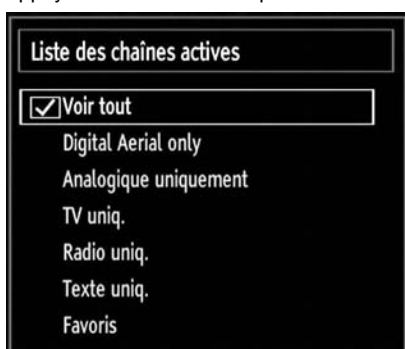 Liste des chaînes actives
Voir tout
Digital Aerial only
Analogique uniquement
TV uniq.
Radio uniq.
Texte uniq.
Favoris